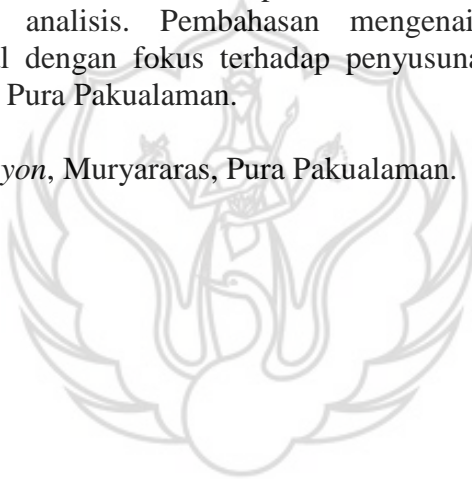 analisis. Pembahasan mengenai
l dengan fokus terhadap penyusuna
Pura Pakualaman.
yon, Muryararas, Pura Pakualaman.